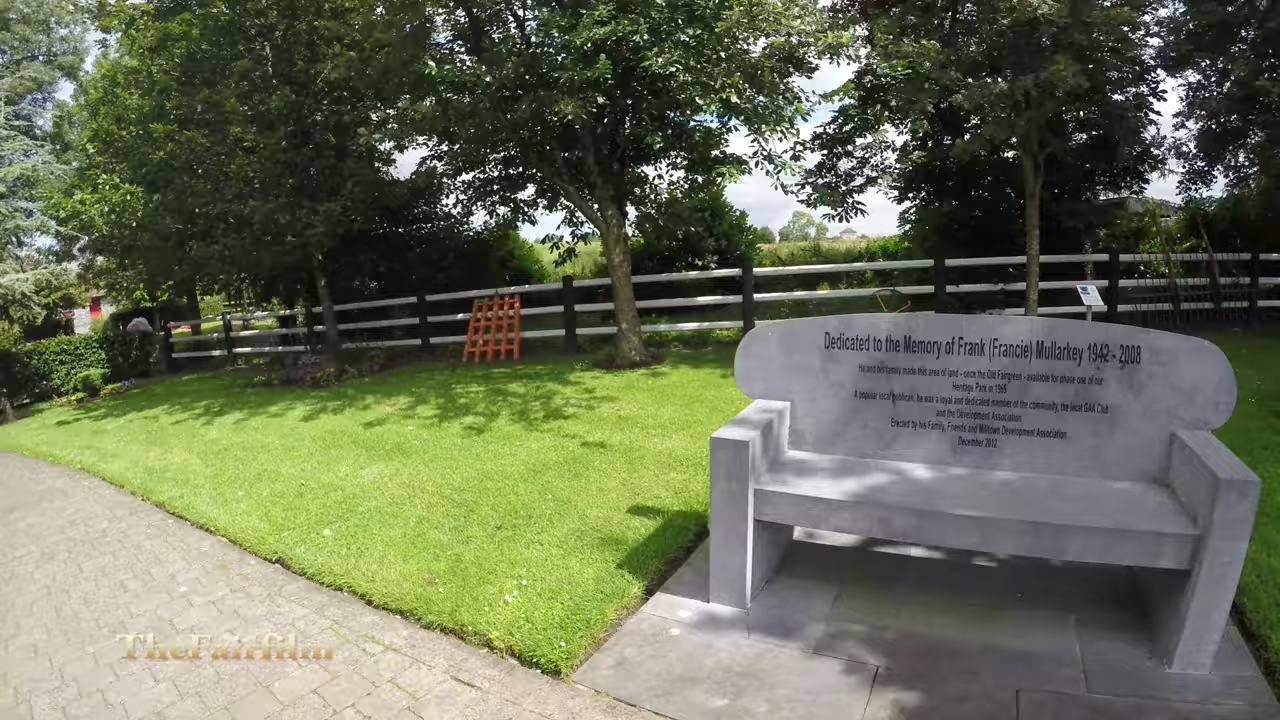 Dedicated to the Memory of Frank (Francie) Mullarkey 1942 - 2008
He and his family made this area of land - once the Old Fairgreen - available for phase one of our
Heritage Park in 1969
A popular local publican, he was a loyal and dedicated member of the community, the local GAA Club
and the Development Association
Erected by his Family, Friends and Milltown Development Association
December 2012
TheFairfilm